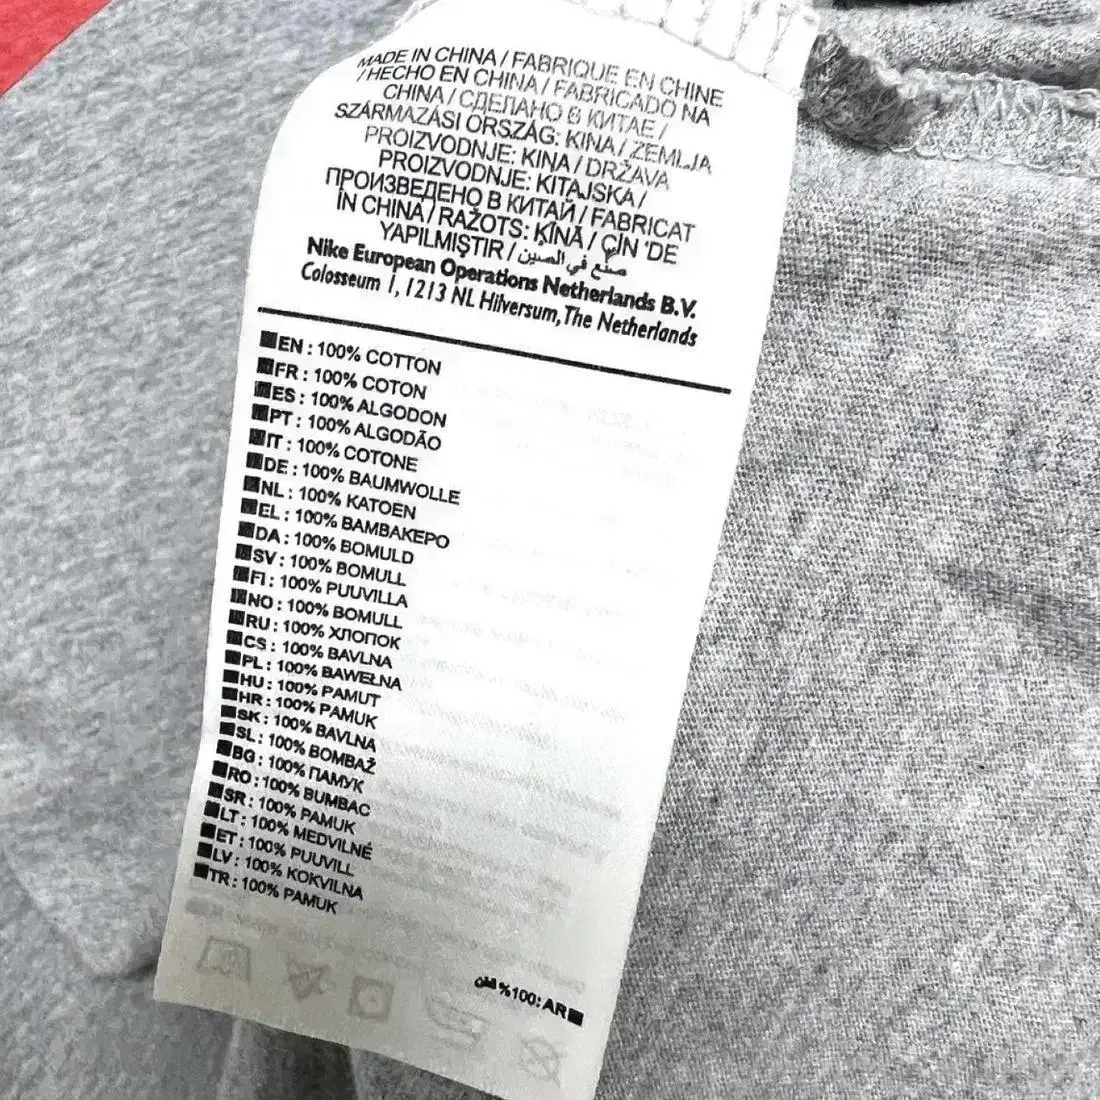 MADE IN CHINA / FABRIQUE EN CHINE
/ HECHO EN CHINA / FABRICADO NA
CHINA / СДЕЛАНО В КИТАЕ /
SZÁRMAZÁSI ORSZÁG: KINA / ZEMLJA
PROIZVODNJE: KINA / DRŽAVA
PROIZVODNJE: KITAJSKA /
ПРОИЗВЕДЕНО В КИТАЙ / FABRICAT
ÎN CHINA / RAŽOTS: ĶĪNĀ / ÇIN 'DE
YAPILMIŞTIR / صنع في الصين
Nike European Operations Netherlands B.V.
Colosseum 1, 1213 NL Hilversum, The Netherlands
EN : 100% COTTON
FR : 100% COTON
ES : 100% ALGODON
PT : 100% ALGODÃO
IT : 100% COTONE
DE : 100% BAUMWOLLE
NL : 100% KATOEN
EL : 100% ΒΑΜΒΑΚΕΡΟ
DA : 100% BOMULD
SV : 100% BOMULL
FI : 100% PUUVILLA
NO : 100% BOMULL
RU : 100% ХЛОПОК
CS : 100% BAVLNA
PL : 100% BAWEŁNA
HU : 100% PAMUT
HR : 100% PAMUK
SK : 100% BAVLNA
SL : 100% BOMBAŽ
BG : 100% ПАМУК
RO : 100% BUMBAC
SR : 100% PAMUK
LT : 100% MEDVILNĖ
ET : 100% PUUVILL
LV : 100% KOKVILNA
TR : 100% PAMUK
AR :100% قطن